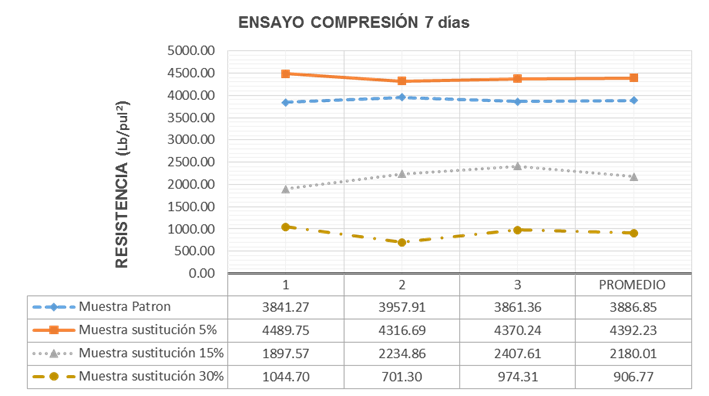 ENSAYO COMPRESIÓN 7 días
RESISTENCIA (Lb/pul²)
5000.00
4500.00
4000.00
3500.00
3000.00
2500.00
2000.00
1500.00
1000.00
500.00
0.00
1 2 3 PROMEDIO
Muestra Patron 3841.27 3957.91 3861.36 3886.85
Muestra sustitución 5% 4489.75 4316.69 4370.24 4392.23
Muestra sustitución 15% 1897.57 2234.86 2407.61 2180.01
Muestra sustitución 30% 1044.70 701.30 974.31 906.77